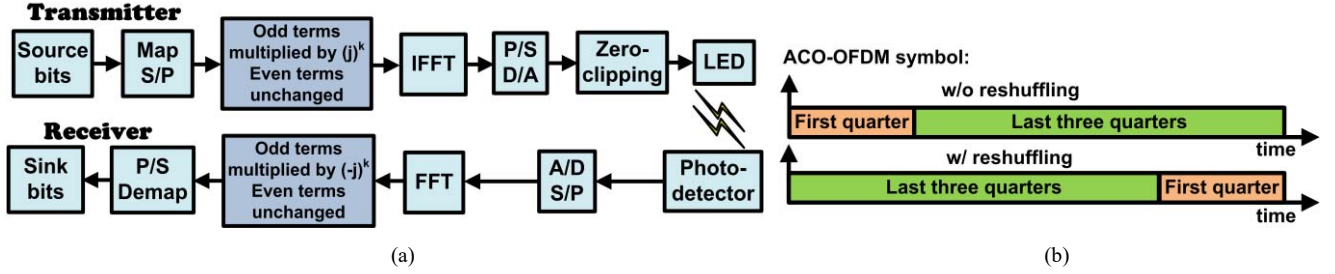 Transmitter
Source
bits
Map
S/P
Odd terms
multiplied by (j)^k
Even terms
unchanged
IFFT
P/S
D/A
Zero-
clipping
LED
Receiver
Sink
bits
P/S
Demap
Odd terms
multiplied by (-j)^k
Even terms
unchanged
FFT
A/D
S/P
Photo-
detector
(a)
ACO-OFDM symbol:
w/o reshuffling
First quarter
Last three quarters
time
w/ reshuffling
Last three quarters
First quarter
time
(b)